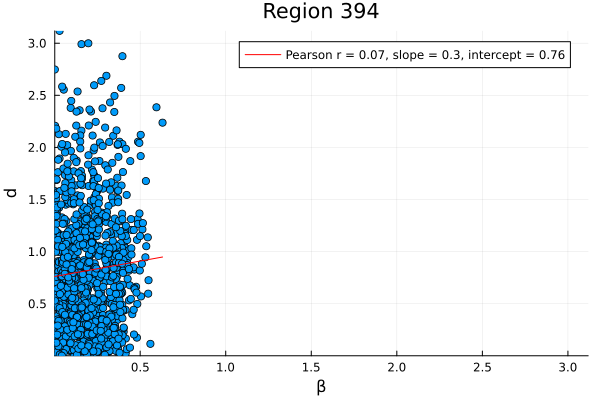 Region 394
Pearson r = 0.07, slope = 0.3, intercept = 0.76
3.0
2.5
2.0
1.5
1.0
0.5
d
0.5 1.0 1.5 2.0 2.5 3.0
β